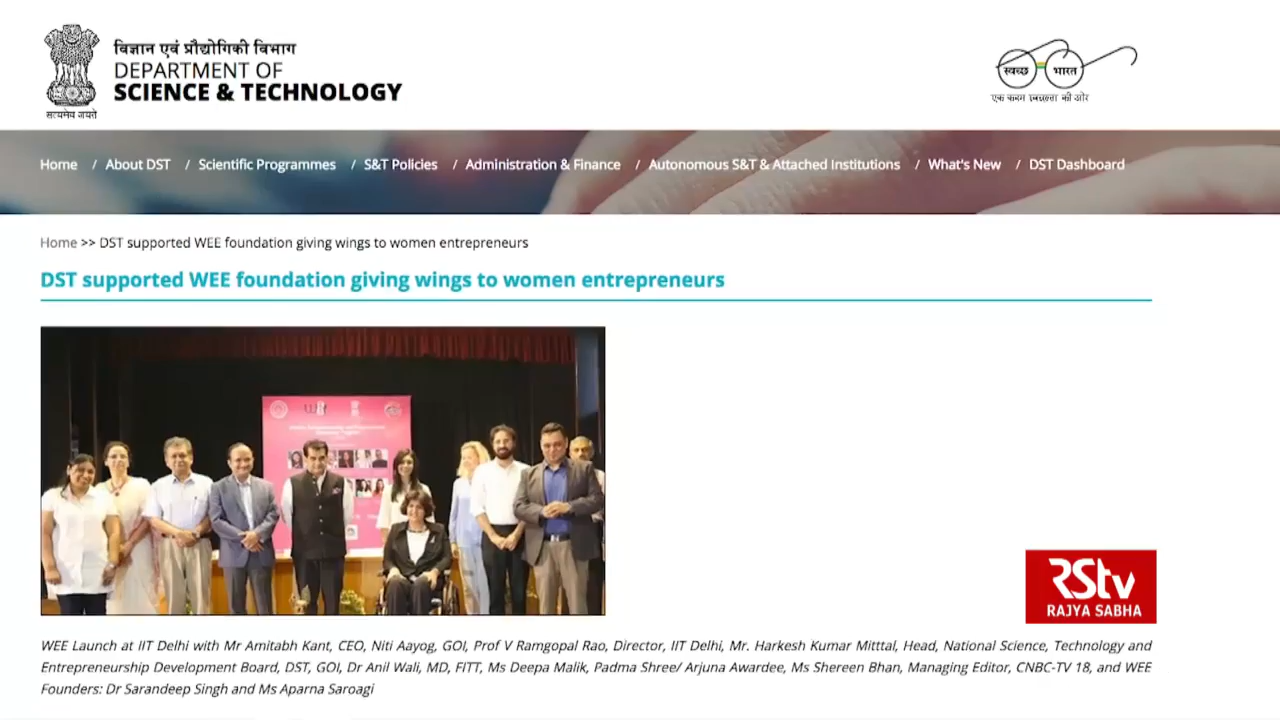 विज्ञान एवं प्रौद्योगिकी विभाग
DEPARTMENT OF
SCIENCE & TECHNOLOGY
सत्यमेव जयते
स्वच्छ भारत
एक कदम स्वच्छता की ओर
Home / About DST / Scientific Programmes / S&T Policies / Administration & Finance / Autonomous S&T & Attached Institutions / What's New / DST Dashboard
Home >> DST supported WEE foundation giving wings to women entrepreneurs
DST supported WEE foundation giving wings to women entrepreneurs
RStv
RAJYA SABHA
WEE Launch at IIT Delhi with Mr Amitabh Kant, CEO, Niti Aayog, GOI, Prof V Ramgopal Rao, Director, IIT Delhi, Mr. Harkesh Kumar Mitttal, Head, National Science, Technology and
Entrepreneurship Development Board, DST, GOI, Dr Anil Wali, MD, FITT, Ms Deepa Malik, Padma Shree/ Arjuna Awardee, Ms Shereen Bhan, Managing Editor, CNBC-TV 18, and WEE
Founders: Dr Sarandeep Singh and Ms Aparna Saroagi